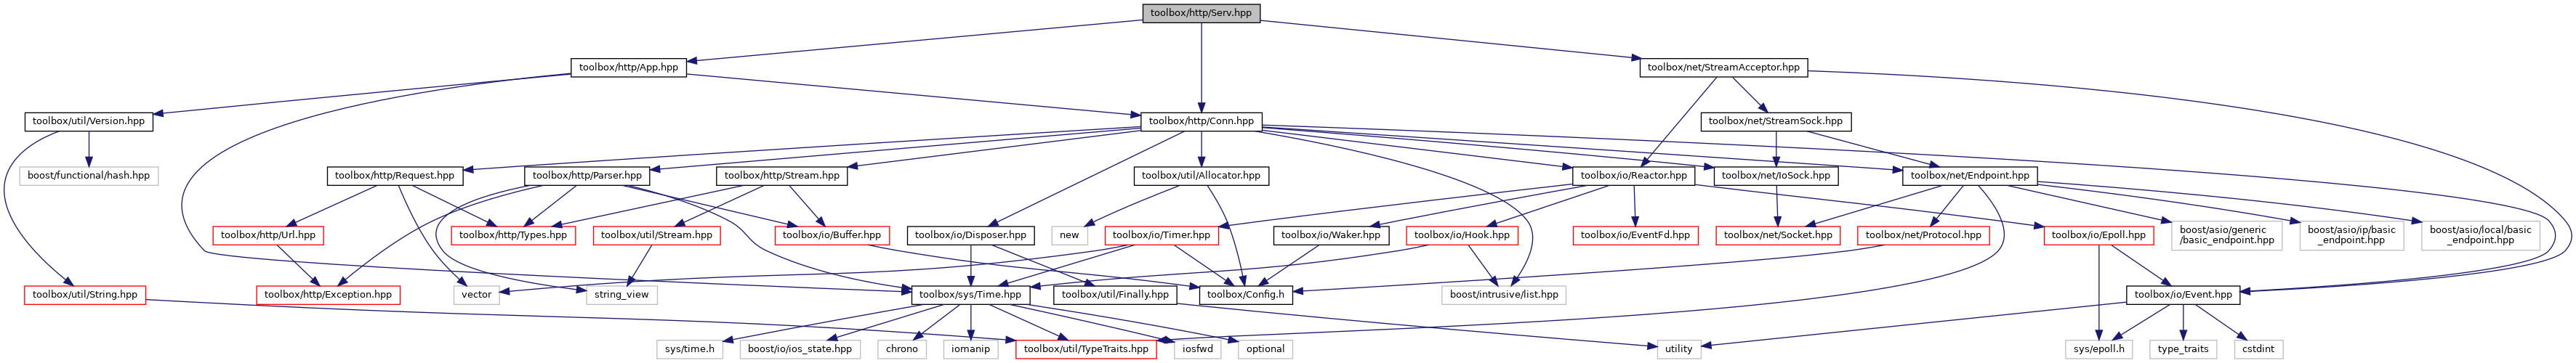 toolbox/http/Serv.hpp
toolbox/http/App.hpp
toolbox/net/StreamAcceptor.hpp
toolbox/util/Version.hpp
toolbox/http/Conn.hpp
toolbox/net/StreamSock.hpp
boost/functional/hash.hpp
toolbox/http/Request.hpp
toolbox/http/Parser.hpp
toolbox/http/Stream.hpp
toolbox/util/Allocator.hpp
toolbox/io/Reactor.hpp
toolbox/net/IoSock.hpp
toolbox/net/Endpoint.hpp
toolbox/http/Url.hpp
toolbox/http/Types.hpp
toolbox/util/Stream.hpp
toolbox/io/Buffer.hpp
toolbox/io/Disposer.hpp
new
toolbox/io/Timer.hpp
toolbox/io/Waker.hpp
toolbox/io/Hook.hpp
toolbox/io/EventFd.hpp
toolbox/net/Socket.hpp
toolbox/net/Protocol.hpp
toolbox/io/Epoll.hpp
boost/asio/generic
/basic_endpoint.hpp
boost/asio/ip/basic
_endpoint.hpp
boost/asio/local/basic
_endpoint.hpp
toolbox/util/String.hpp
toolbox/http/Exception.hpp
vector
string_view
toolbox/sys/Time.hpp
toolbox/util/Finally.hpp
toolbox/Config.h
boost/intrusive/list.hpp
toolbox/io/Event.hpp
sys/time.h
boost/io/ios_state.hpp
chrono
iomanip
toolbox/util/TypeTraits.hpp
iosfwd
optional
utility
sys/epoll.h
type_traits
cstdint